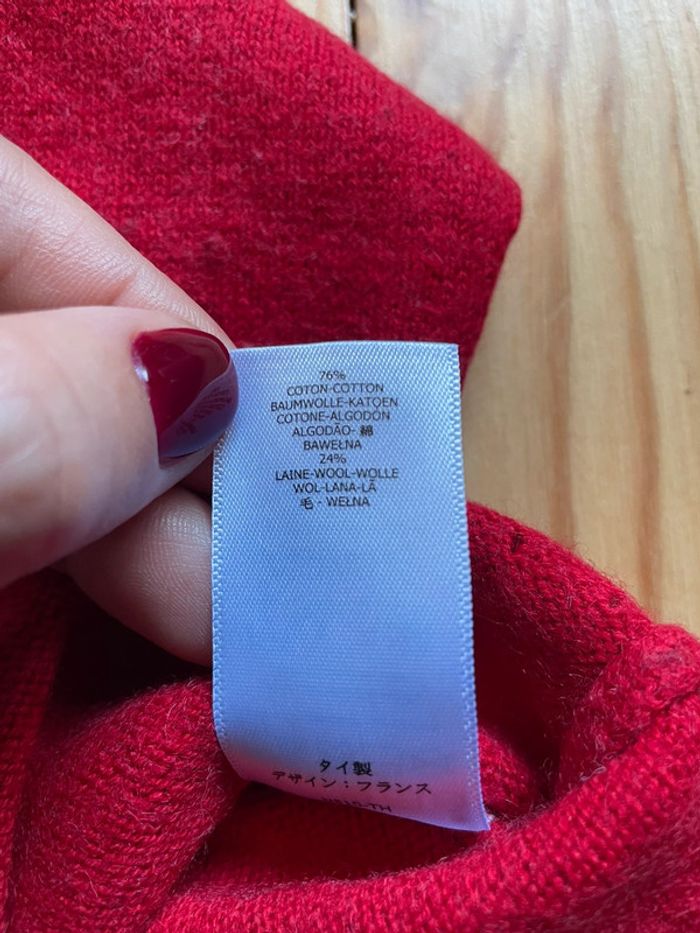 76%
COTON-COTTON
BAUMWOLLE-KATOEN
COTONE-ALGODON
ALGODÃO- 綿
BAWEŁNA
24%
LAINE-WOOL-WOLLE
WOL-LANA-LÃ
毛 - WEŁNA
タイ製
デザイン:フランス